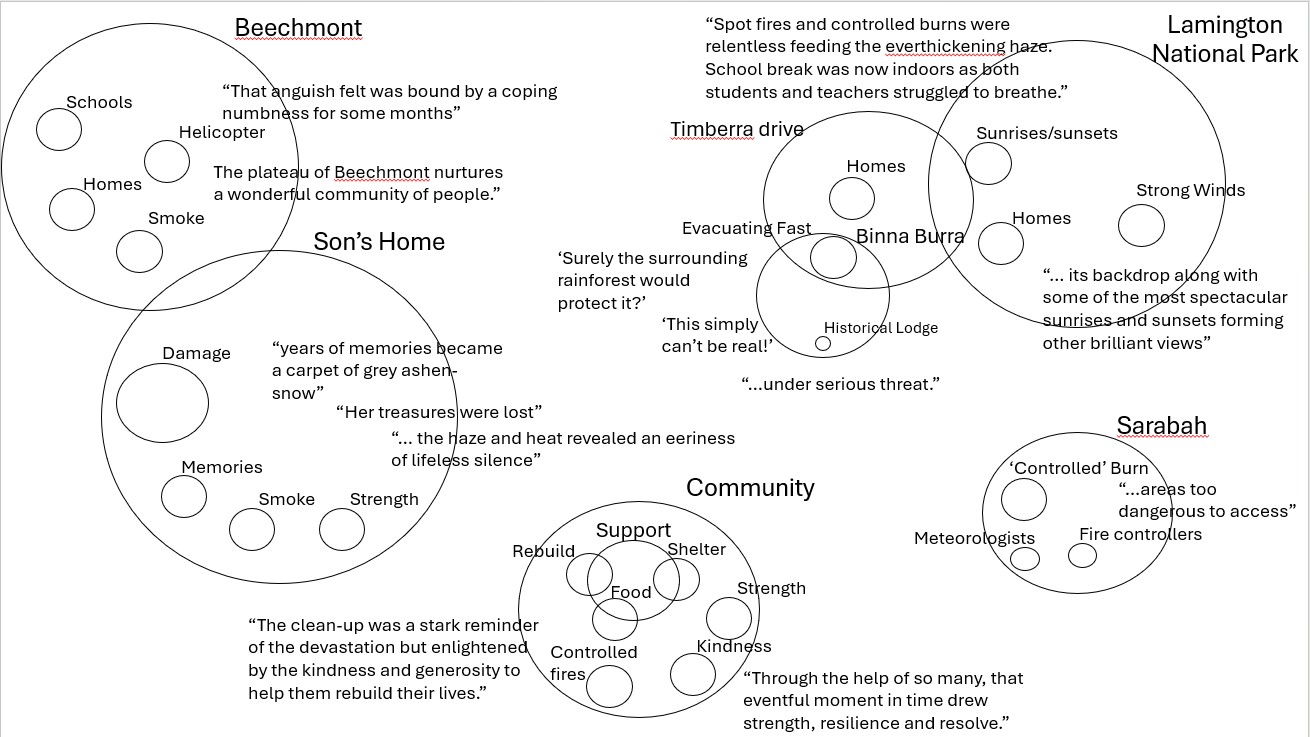 Beechmont
Schools
Helicopter
Homes
Smoke
“That anguish felt was bound by a coping
numbness for some months”
The plateau of Beechmont nurtures
a wonderful community of people.”
Son’s Home
Damage
“years of memories became
a carpet of grey ashen-
snow”
“Her treasures were lost”
“... the haze and heat revealed an eeriness
of lifeless silence”
Memories
Smoke
Strength
“Spot fires and controlled burns were
relentless feeding the everthickening haze.
School break was now indoors as both
students and teachers struggled to breathe.”
Timberra drive
Homes
Evacuating Fast
Binna Burra
‘Surely the surrounding
rainforest would
protect it?’
‘This simply
can’t be real!’
Historical Lodge
“...under serious threat.”
Lamington
National Park
Sunrises/sunsets
Strong Winds
Homes
“... its backdrop along with
some of the most spectacular
sunrises and sunsets forming
other brilliant views”
Sarabah
‘Controlled’ Burn
“...areas too
dangerous to access”
Meteorologists
Fire controllers
Community
Support
Rebuild
Shelter
Food
Strength
Controlled
fires
Kindness
“The clean-up was a stark reminder
of the devastation but enlightened
by the kindness and generosity to
help them rebuild their lives.”
“Through the help of so many, that
eventful moment in time drew
strength, resilience and resolve.”